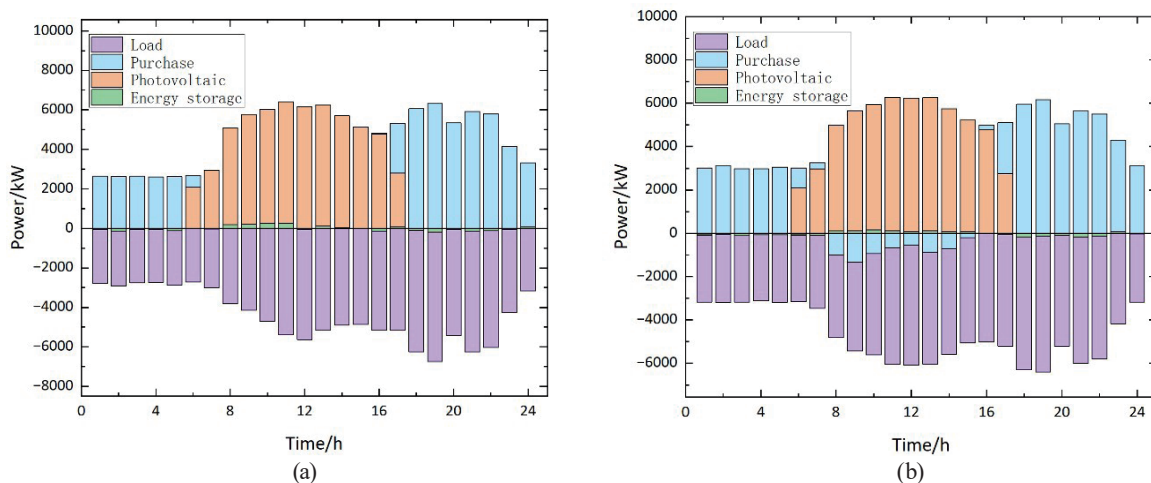 10000
8000
6000
4000
2000
0
−2000
−4000
−6000
−8000
Power/kW
Load
Purchase
Photovoltaic
Energy storage
0 4 8 12 16 20 24
Time/h
(a)
10000
8000
6000
4000
2000
0
−2000
−4000
−6000
Power/kW
Load
Purchase
Photovoltaic
Energy storage
0 4 8 12 16 20 24
Time/h
(b)